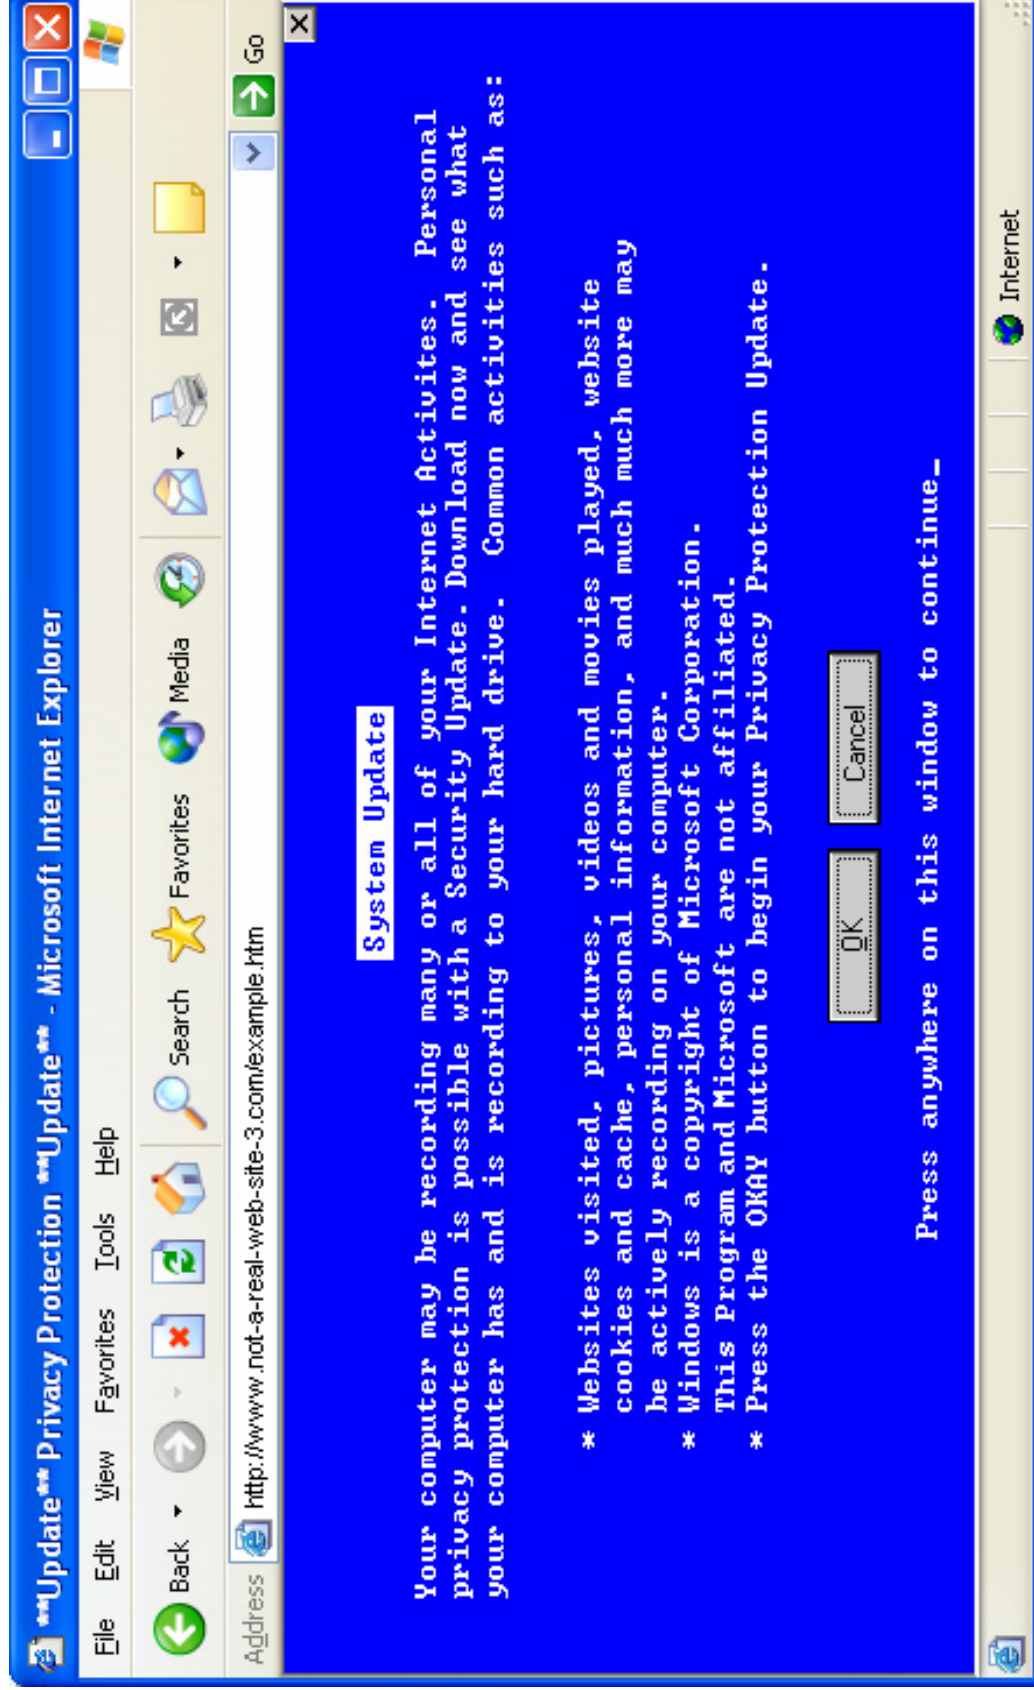 **Update** Privacy Protection **Update** - Microsoft Internet Explorer
File Edit View Favorites Tools Help
Back Search Favorites Media
Address http://www.not-a-real-web-site-3.com/example.htm Go
System Update
Your computer may be recording many or all of your Internet Activites. Personal
privacy protection is possible with a Security Update.Download now and see what
your computer has and is recording to your hard drive. Common activities such as:
* Websites visited, pictures, videos and movies played, website
cookies and cache, personal information, and much much more may
be actively recording on your computer.
* Windows is a copyright of Microsoft Corporation.
This Program and Microsoft are not affiliated.
* Press the OKAY button to begin your Privacy Protection Update.
OK Cancel
Press anywhere on this window to continue_
Internet